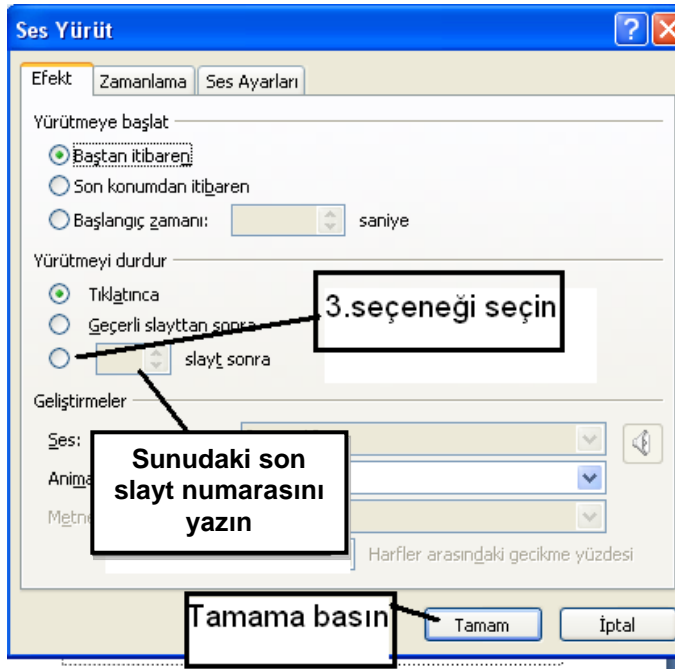 Ses Yürüt
Efekt Zamanlama Ses Ayarları
Yürütmeye başlat
Baştan itibaren
Son konumdan itibaren
Başlangıç zamanı: saniye
Yürütmeyi durdur
Tıklatınca
Geçerli slayttan sonra
slayt sonra
3.seçeneği seçin
Geliştirmeler
Ses:
Sunudaki son
slayt numarasını
yazın
Harfler arasındaki gecikme yüzdesi
Tamama basın
Tamam İptal